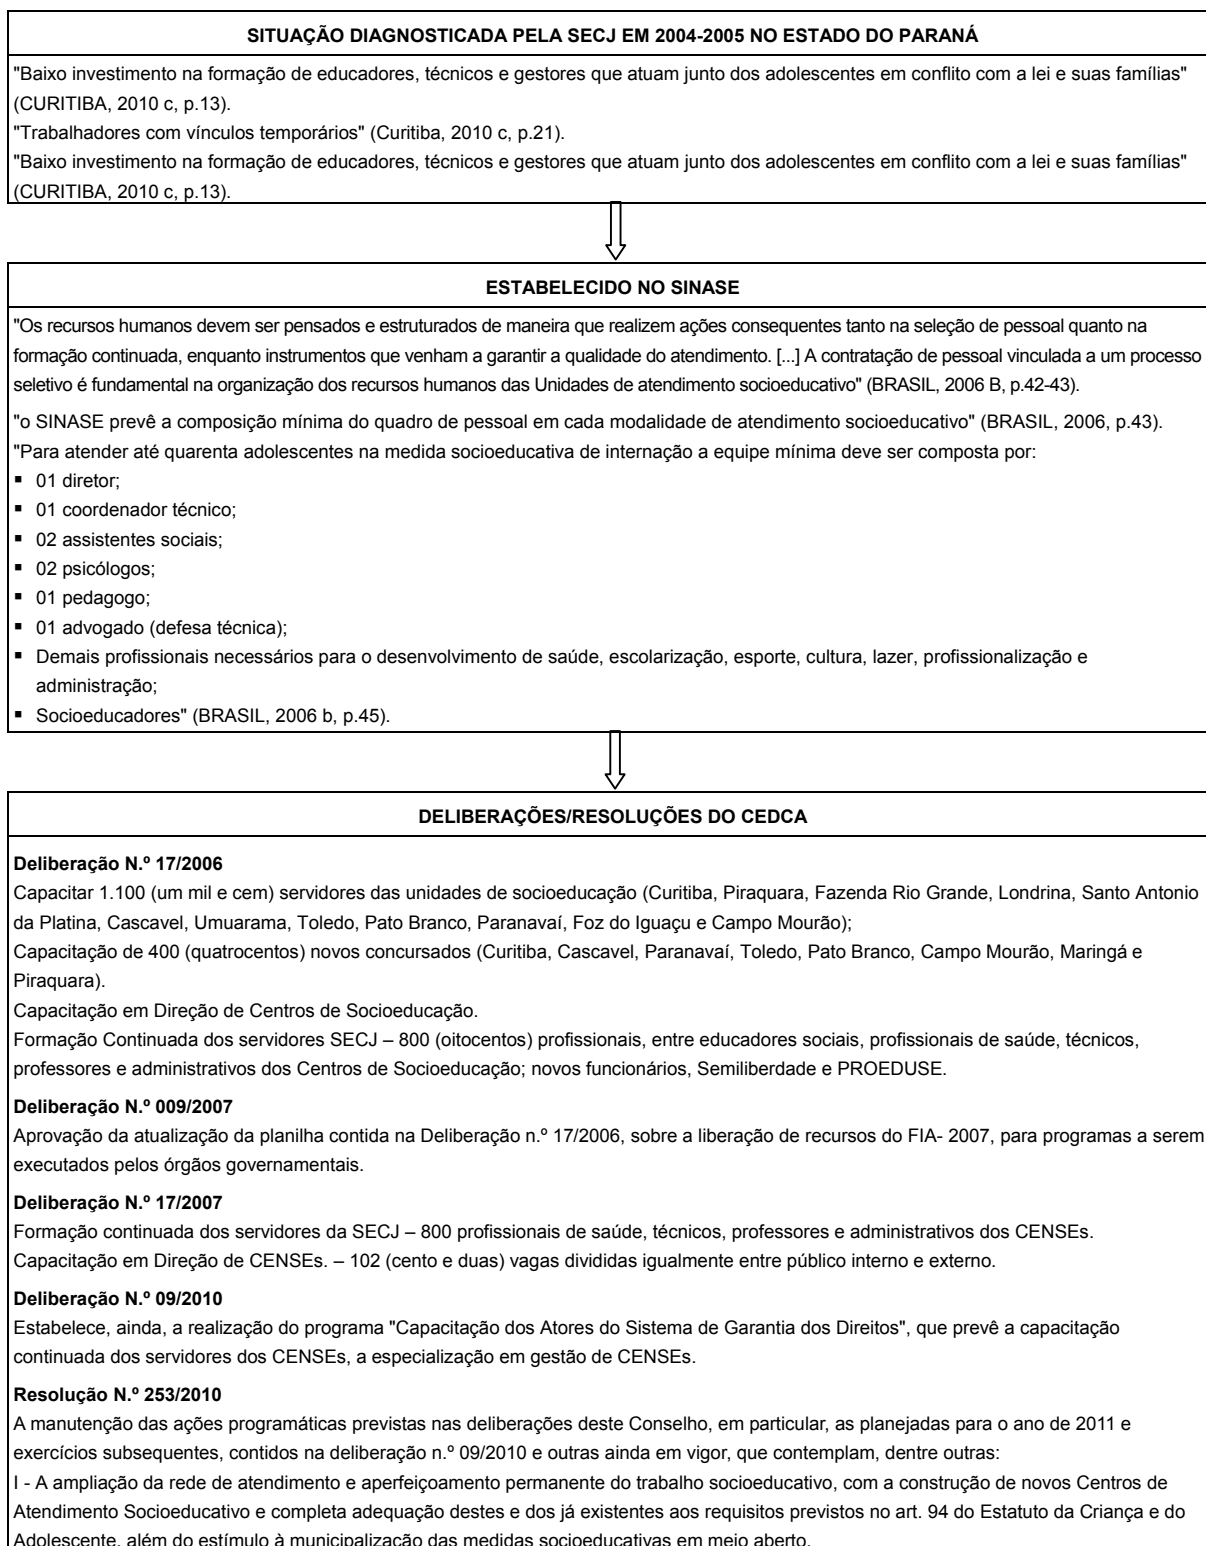 SITUAÇÃO DIAGNOSTICADA PELA SECJ EM 2004-2005 NO ESTADO DO PARANÁ
"Baixo investimento na formação de educadores, técnicos e gestores que atuam junto dos adolescentes em conflito com a lei e suas famílias"
(CURITIBA, 2010 c, p.13).
"Trabalhadores com vínculos temporários" (Curitiba, 2010 c, p.21).
"Baixo investimento na formação de educadores, técnicos e gestores que atuam junto dos adolescentes em conflito com a lei e suas famílias"
(CURITIBA, 2010 c, p.13).
ESTABELECIDO NO SINASE
"Os recursos humanos devem ser pensados e estruturados de maneira que realizem ações consequentes tanto na seleção de pessoal quanto na
formação continuada, enquanto instrumentos que venham a garantir a qualidade do atendimento. [...] A contratação de pessoal vinculada a um processo
seletivo é fundamental na organização dos recursos humanos das Unidades de atendimento socioeducativo" (BRASIL, 2006 B, p.42-43).
"o SINASE prevê a composição mínima do quadro de pessoal em cada modalidade de atendimento socioeducativo" (BRASIL, 2006, p.43).
"Para atender até quarenta adolescentes na medida socioeducativa de internação a equipe mínima deve ser composta por:
▪ 01 diretor;
▪ 01 coordenador técnico;
▪ 02 assistentes sociais;
▪ 02 psicólogos;
▪ 01 pedagogo;
▪ 01 advogado (defesa técnica);
▪ Demais profissionais necessários para o desenvolvimento de saúde, escolarização, esporte, cultura, lazer, profissionalização e
administração;
▪ Socioeducadores" (BRASIL, 2006 b, p.45).
DELIBERAÇÕES/RESOLUÇÕES DO CEDCA
Deliberação N.º 17/2006
Capacitar 1.100 (um mil e cem) servidores das unidades de socioeducação (Curitiba, Piraquara, Fazenda Rio Grande, Londrina, Santo Antonio
da Platina, Cascavel, Umuarama, Toledo, Pato Branco, Paranavaí, Foz do Iguaçu e Campo Mourão);
Capacitação de 400 (quatrocentos) novos concursados (Curitiba, Cascavel, Paranavaí, Toledo, Pato Branco, Campo Mourão, Maringá e
Piraquara).
Capacitação em Direção de Centros de Socioeducação.
Formação Continuada dos servidores SECJ – 800 (oitocentos) profissionais, entre educadores sociais, profissionais de saúde, técnicos,
professores e administrativos dos Centros de Socioeducação; novos funcionários, Semiliberdade e PROEDUSE.
Deliberação N.º 009/2007
Aprovação da atualização da planilha contida na Deliberação n.º 17/2006, sobre a liberação de recursos do FIA- 2007, para programas a serem
executados pelos órgãos governamentais.
Deliberação N.º 17/2007
Formação continuada dos servidores da SECJ – 800 profissionais de saúde, técnicos, professores e administrativos dos CENSEs.
Capacitação em Direção de CENSEs. – 102 (cento e duas) vagas divididas igualmente entre público interno e externo.
Deliberação N.º 09/2010
Estabelece, ainda, a realização do programa "Capacitação dos Atores do Sistema de Garantia dos Direitos", que prevê a capacitação
continuada dos servidores dos CENSEs, a especialização em gestão de CENSEs.
Resolução N.º 253/2010
A manutenção das ações programáticas previstas nas deliberações deste Conselho, em particular, as planejadas para o ano de 2011 e
exercícios subsequentes, contidos na deliberação n.º 09/2010 e outras ainda em vigor, que contemplam, dentre outras:
I - A ampliação da rede de atendimento e aperfeiçoamento permanente do trabalho socioeducativo, com a construção de novos Centros de
Atendimento Socioeducativo e completa adequação destes e dos já existentes aos requisitos previstos no art. 94 do Estatuto da Criança e do
Adolescente, além do estímulo à municipalização das medidas socioeducativas em meio aberto.